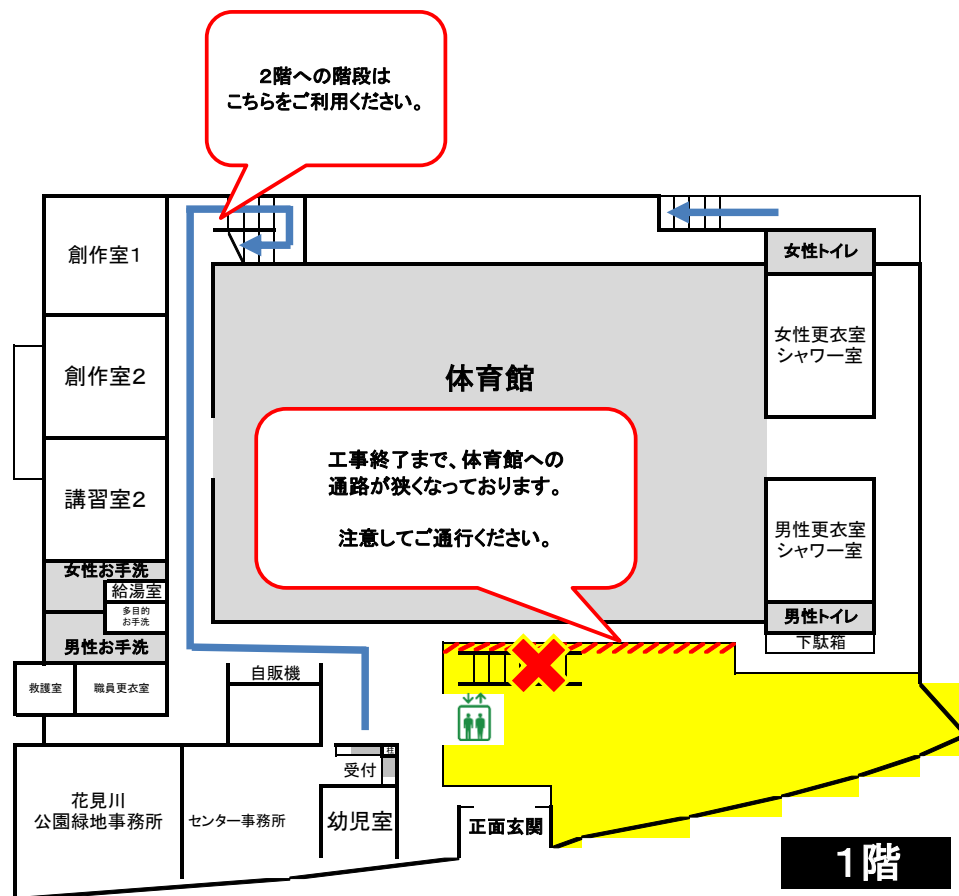 2階への階段は
こちらをご利用ください。
創作室1
女性トイレ
女性更衣室
シャワー室
創作室2
体育館
工事終了まで、体育館への
通路が狭くなっております。
注意してご通行ください。
講習室2
男性更衣室
シャワー室
女性お手洗
給湯室
多目的
お手洗
男性お手洗
男性トイレ
下駄箱
救護室
職員更衣室
自販機
受付
花見川
公園緑地事務所
センター事務所
幼児室
正面玄関
1階